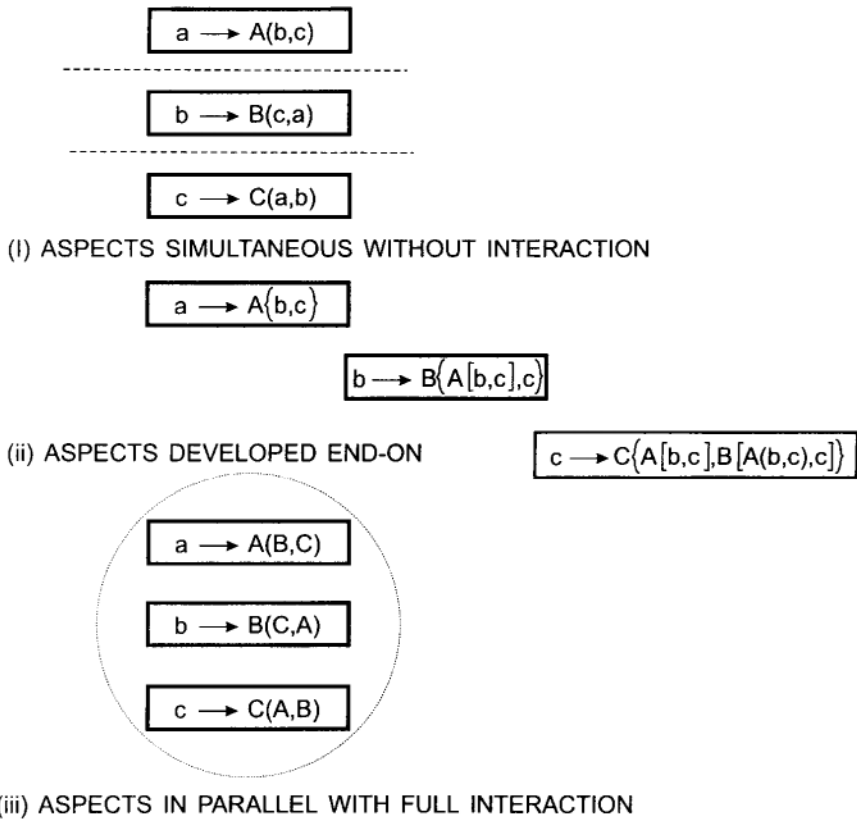 a → A(b,c)
b → B(c,a)
c → C(a,b)
(i) ASPECTS SIMULTANEOUS WITHOUT INTERACTION
a → A{b,c}
b → B{A[b,c],c}
(ii) ASPECTS DEVELOPED END-ON
c → C{A[b,c],B[A(b,c),c]}
a → A(B,C)
b → B(C,A)
c → C(A,B)
(iii) ASPECTS IN PARALLEL WITH FULL INTERACTION